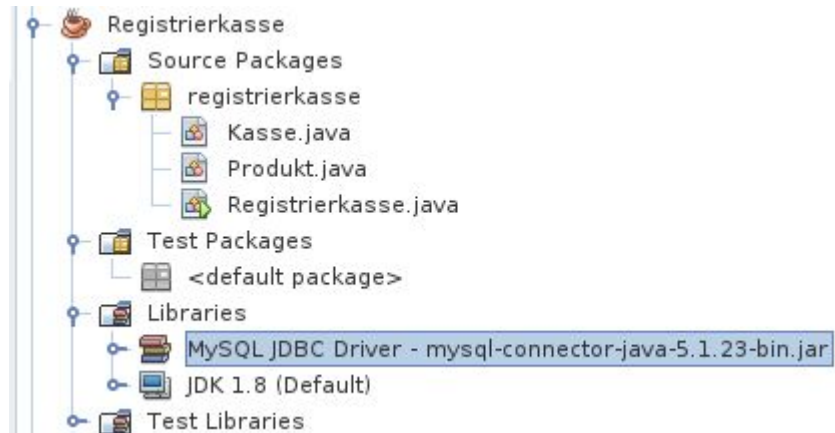 Registrierkasse
Source Packages
registrierkasse
Kasse.java
Produkt.java
Registrierkasse.java
Test Packages
<default package>
Libraries
MySQL JDBC Driver - mysql-connector-java-5.1.23-bin.jar
JDK 1.8 (Default)
Test Libraries